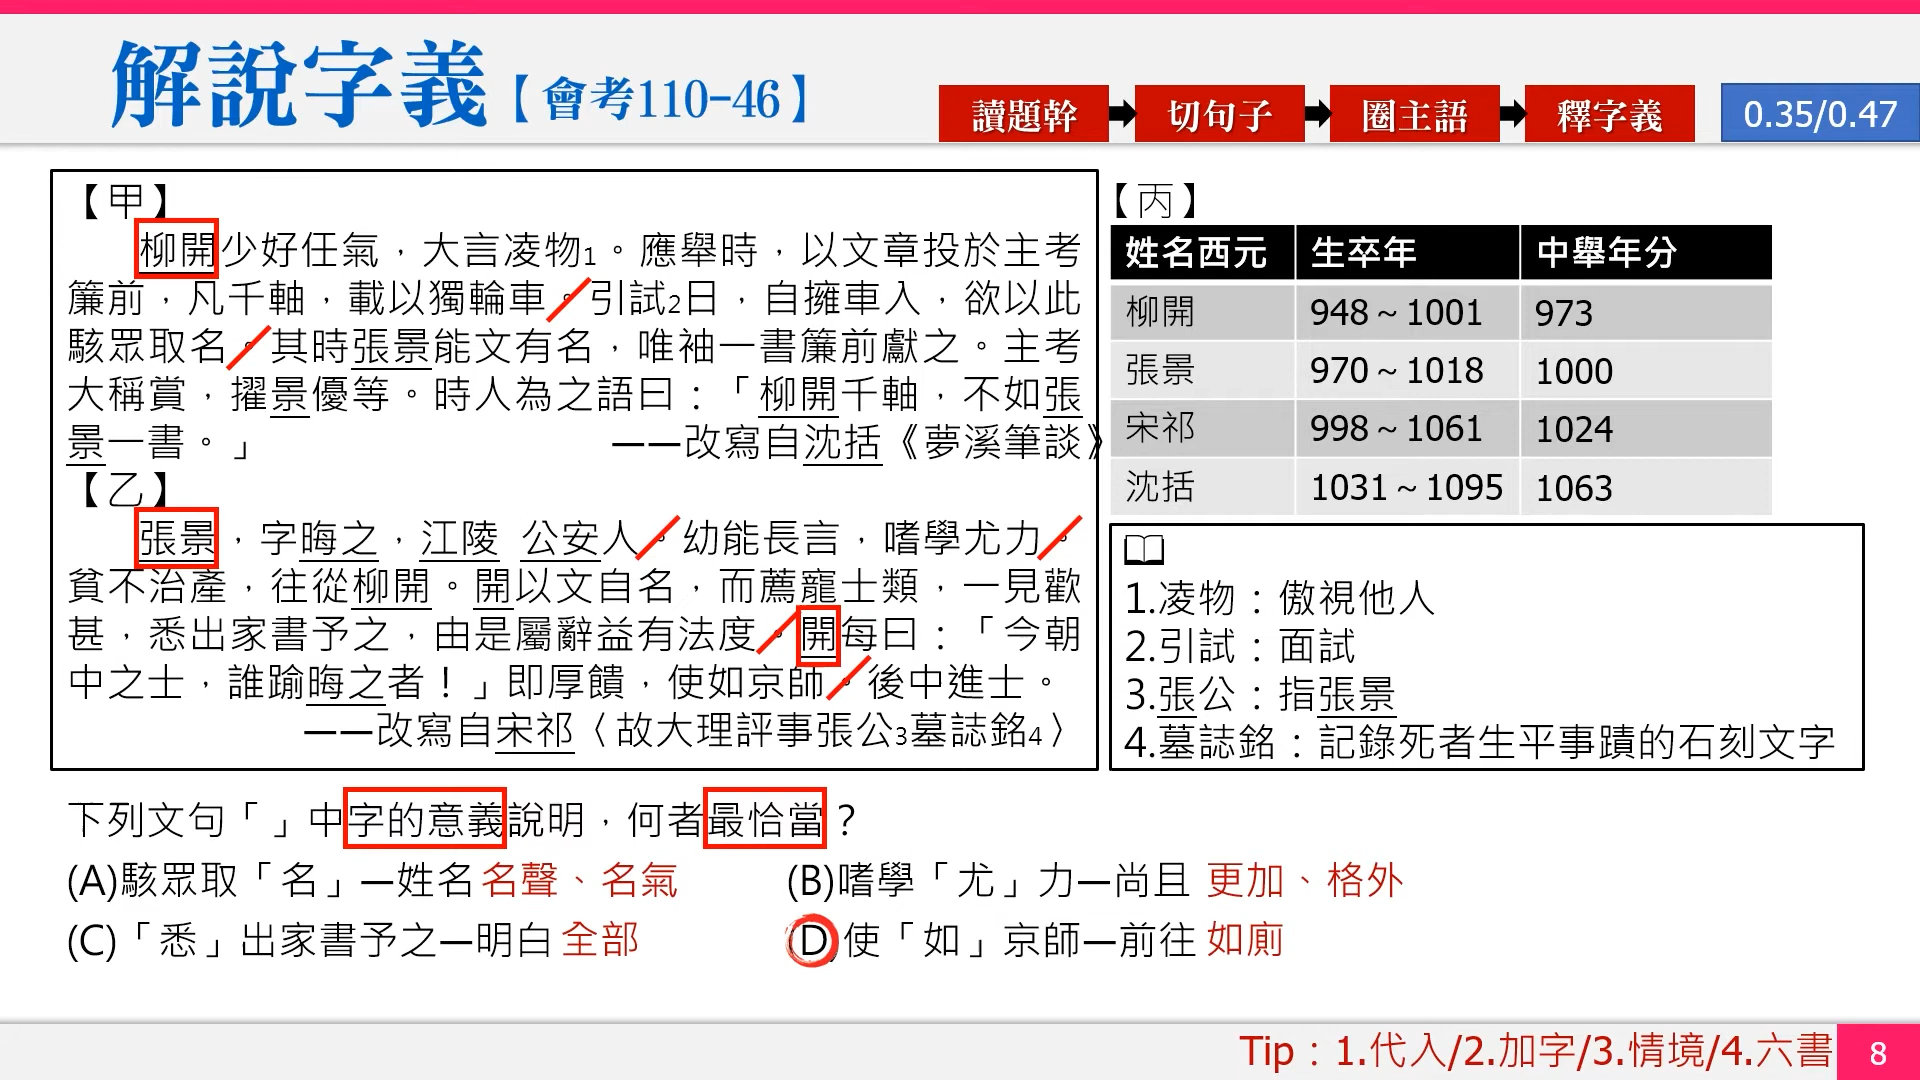 解說字義【會考110-46】
讀題幹 切句子 圈主語 釋字義 0.35/0.47
【甲】
柳開少好任氣，大言凌物1。應舉時，以文章投於主考
簾前，凡千軸，載以獨輪車。引試2日，自擁車入，欲以此
駭眾取名。其時張景能文有名，唯袖一書簾前獻之。主考
大稱賞，擢景優等。時人為之語曰：「柳開千軸，不如張
景一書。」 ——改寫自沈括《夢溪筆談》
【乙】
張景，字晦之，江陵 公安人。幼能長言，嗜學尤力。
貧不治產，往從柳開。開以文自名，而薦寵士類，一見歡
甚，悉出家書予之，由是屬辭益有法度。開每曰：「今朝
中之士，誰踰晦之者！」即厚饋，使如京師。後中進士。
——改寫自宋祁〈故大理評事張公3墓誌銘4〉
【丙】
姓名西元 生卒年 中舉年分
柳開 948～1001 973
張景 970～1018 1000
宋祁 998～1061 1024
沈括 1031～1095 1063
1.凌物：傲視他人
2.引試：面試
3.張公：指張景
4.墓誌銘：記錄死者生平事蹟的石刻文字
下列文句「」中字的意義說明，何者最恰當？
(A)駭眾取「名」—姓名 名聲、名氣
(B)嗜學「尤」力—尚且 更加、格外
(C)「悉」出家書予之—明白 全部
(D)使「如」京師—前往 如廁
Tip：1.代入/2.加字/3.情境/4.六書
8